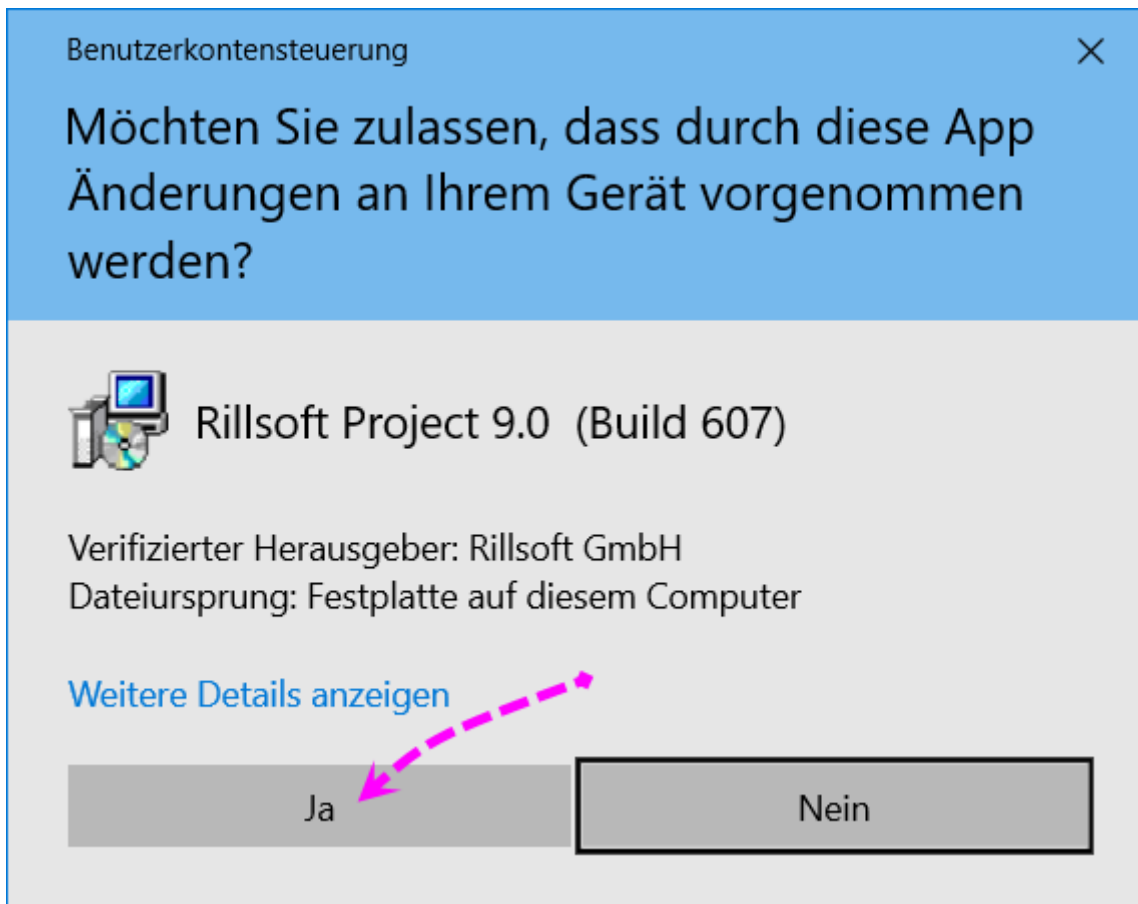 Benutzerkontensteuerung
Möchten Sie zulassen, dass durch diese App
Änderungen an Ihrem Gerät vorgenommen
werden?
Rillsoft Project 9.0 (Build 607)
Verifizierter Herausgeber: Rillsoft GmbH
Dateiursprung: Festplatte auf diesem Computer
Weitere Details anzeigen
Ja
Nein